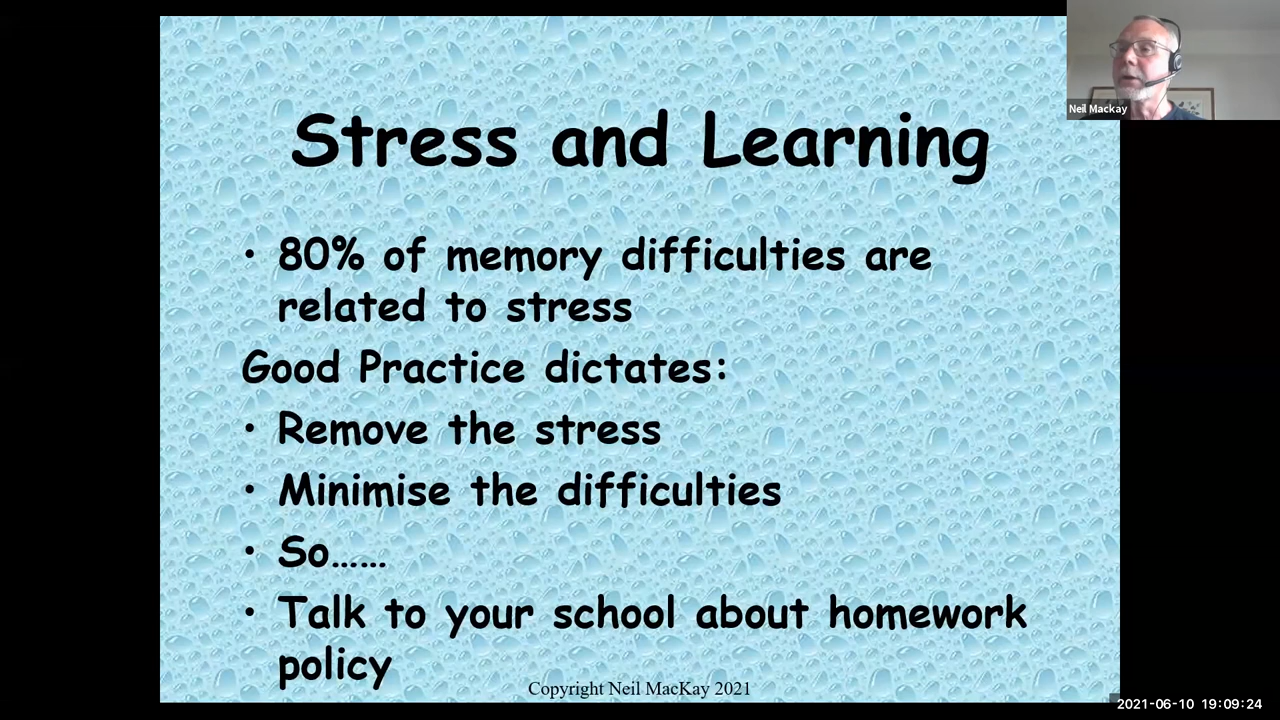 Neil Mackay
Stress and Learning
• 80% of memory difficulties are
related to stress
Good Practice dictates:
• Remove the stress
• Minimise the difficulties
• So......
• Talk to your school about homework
policy
Copyright Neil MacKay 2021
2021-06-10 19:09:24